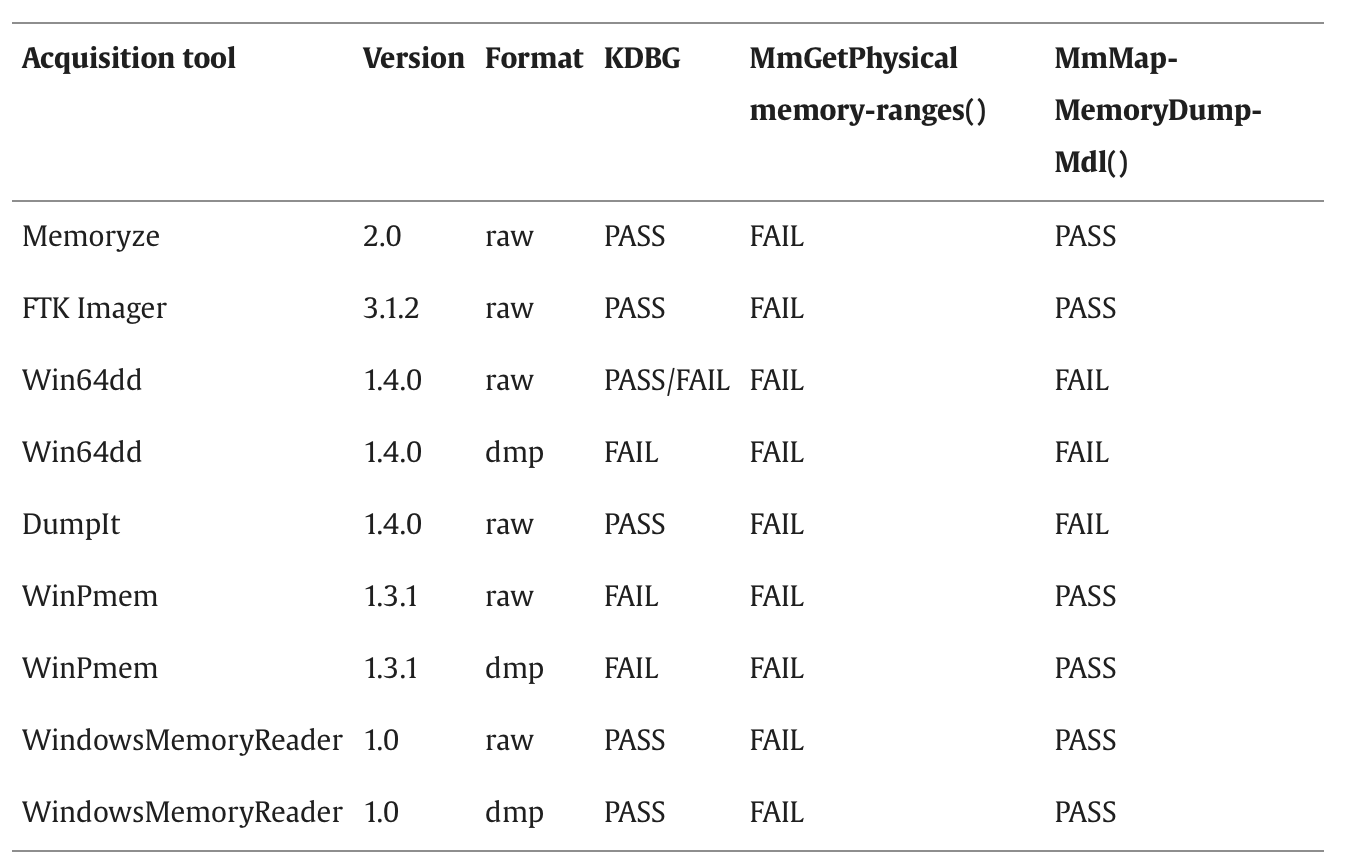 Acquisition tool Version Format KDBG MmGetPhysical MmMap-
memory-ranges() MemoryDump-
Mdl()
Memoryze 2.0 raw PASS FAIL PASS
FTK Imager 3.1.2 raw PASS FAIL PASS
Win64dd 1.4.0 raw PASS/FAIL FAIL FAIL
Win64dd 1.4.0 dmp FAIL FAIL FAIL
DumpIt 1.4.0 raw PASS FAIL FAIL
WinPmem 1.3.1 raw FAIL FAIL PASS
WinPmem 1.3.1 dmp FAIL FAIL PASS
WindowsMemoryReader 1.0 raw PASS FAIL PASS
WindowsMemoryReader 1.0 dmp PASS FAIL PASS